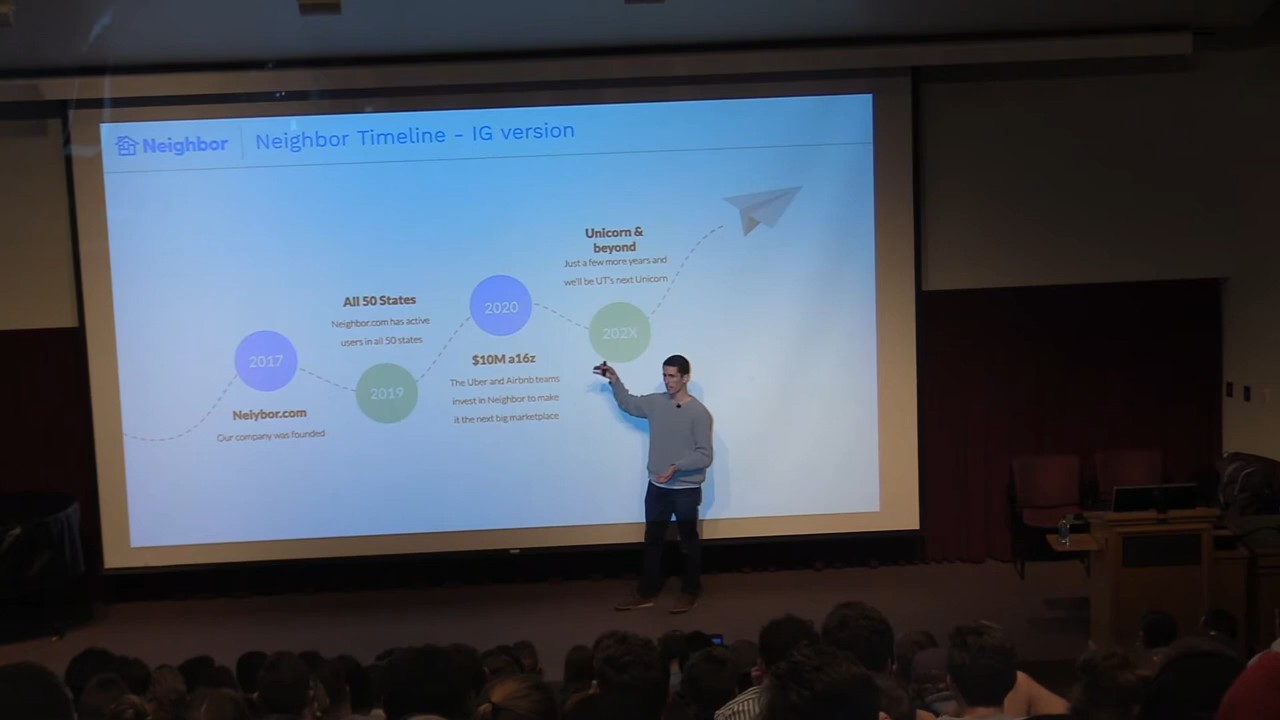 Neighbor
Neighbor Timeline - IG version
2017
Neiybor.com
Our company was founded
All 50 States
Neighbor.com has active
users in all 50 states
2019
2020
$10M a16z
The Uber and Airbnb teams
invest in Neighbor to make
it the next big marketplace
Unicorn &
beyond
Just a few more years and
we'll be UT's next Unicorn
202X